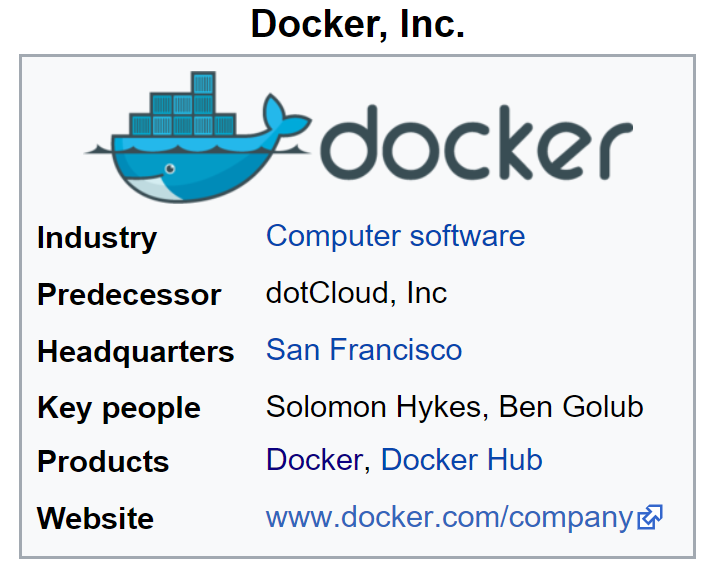 Docker, Inc.
docker
Industry Computer software
Predecessor dotCloud, Inc
Headquarters San Francisco
Key people Solomon Hykes, Ben Golub
Products Docker, Docker Hub
Website www.docker.com/company